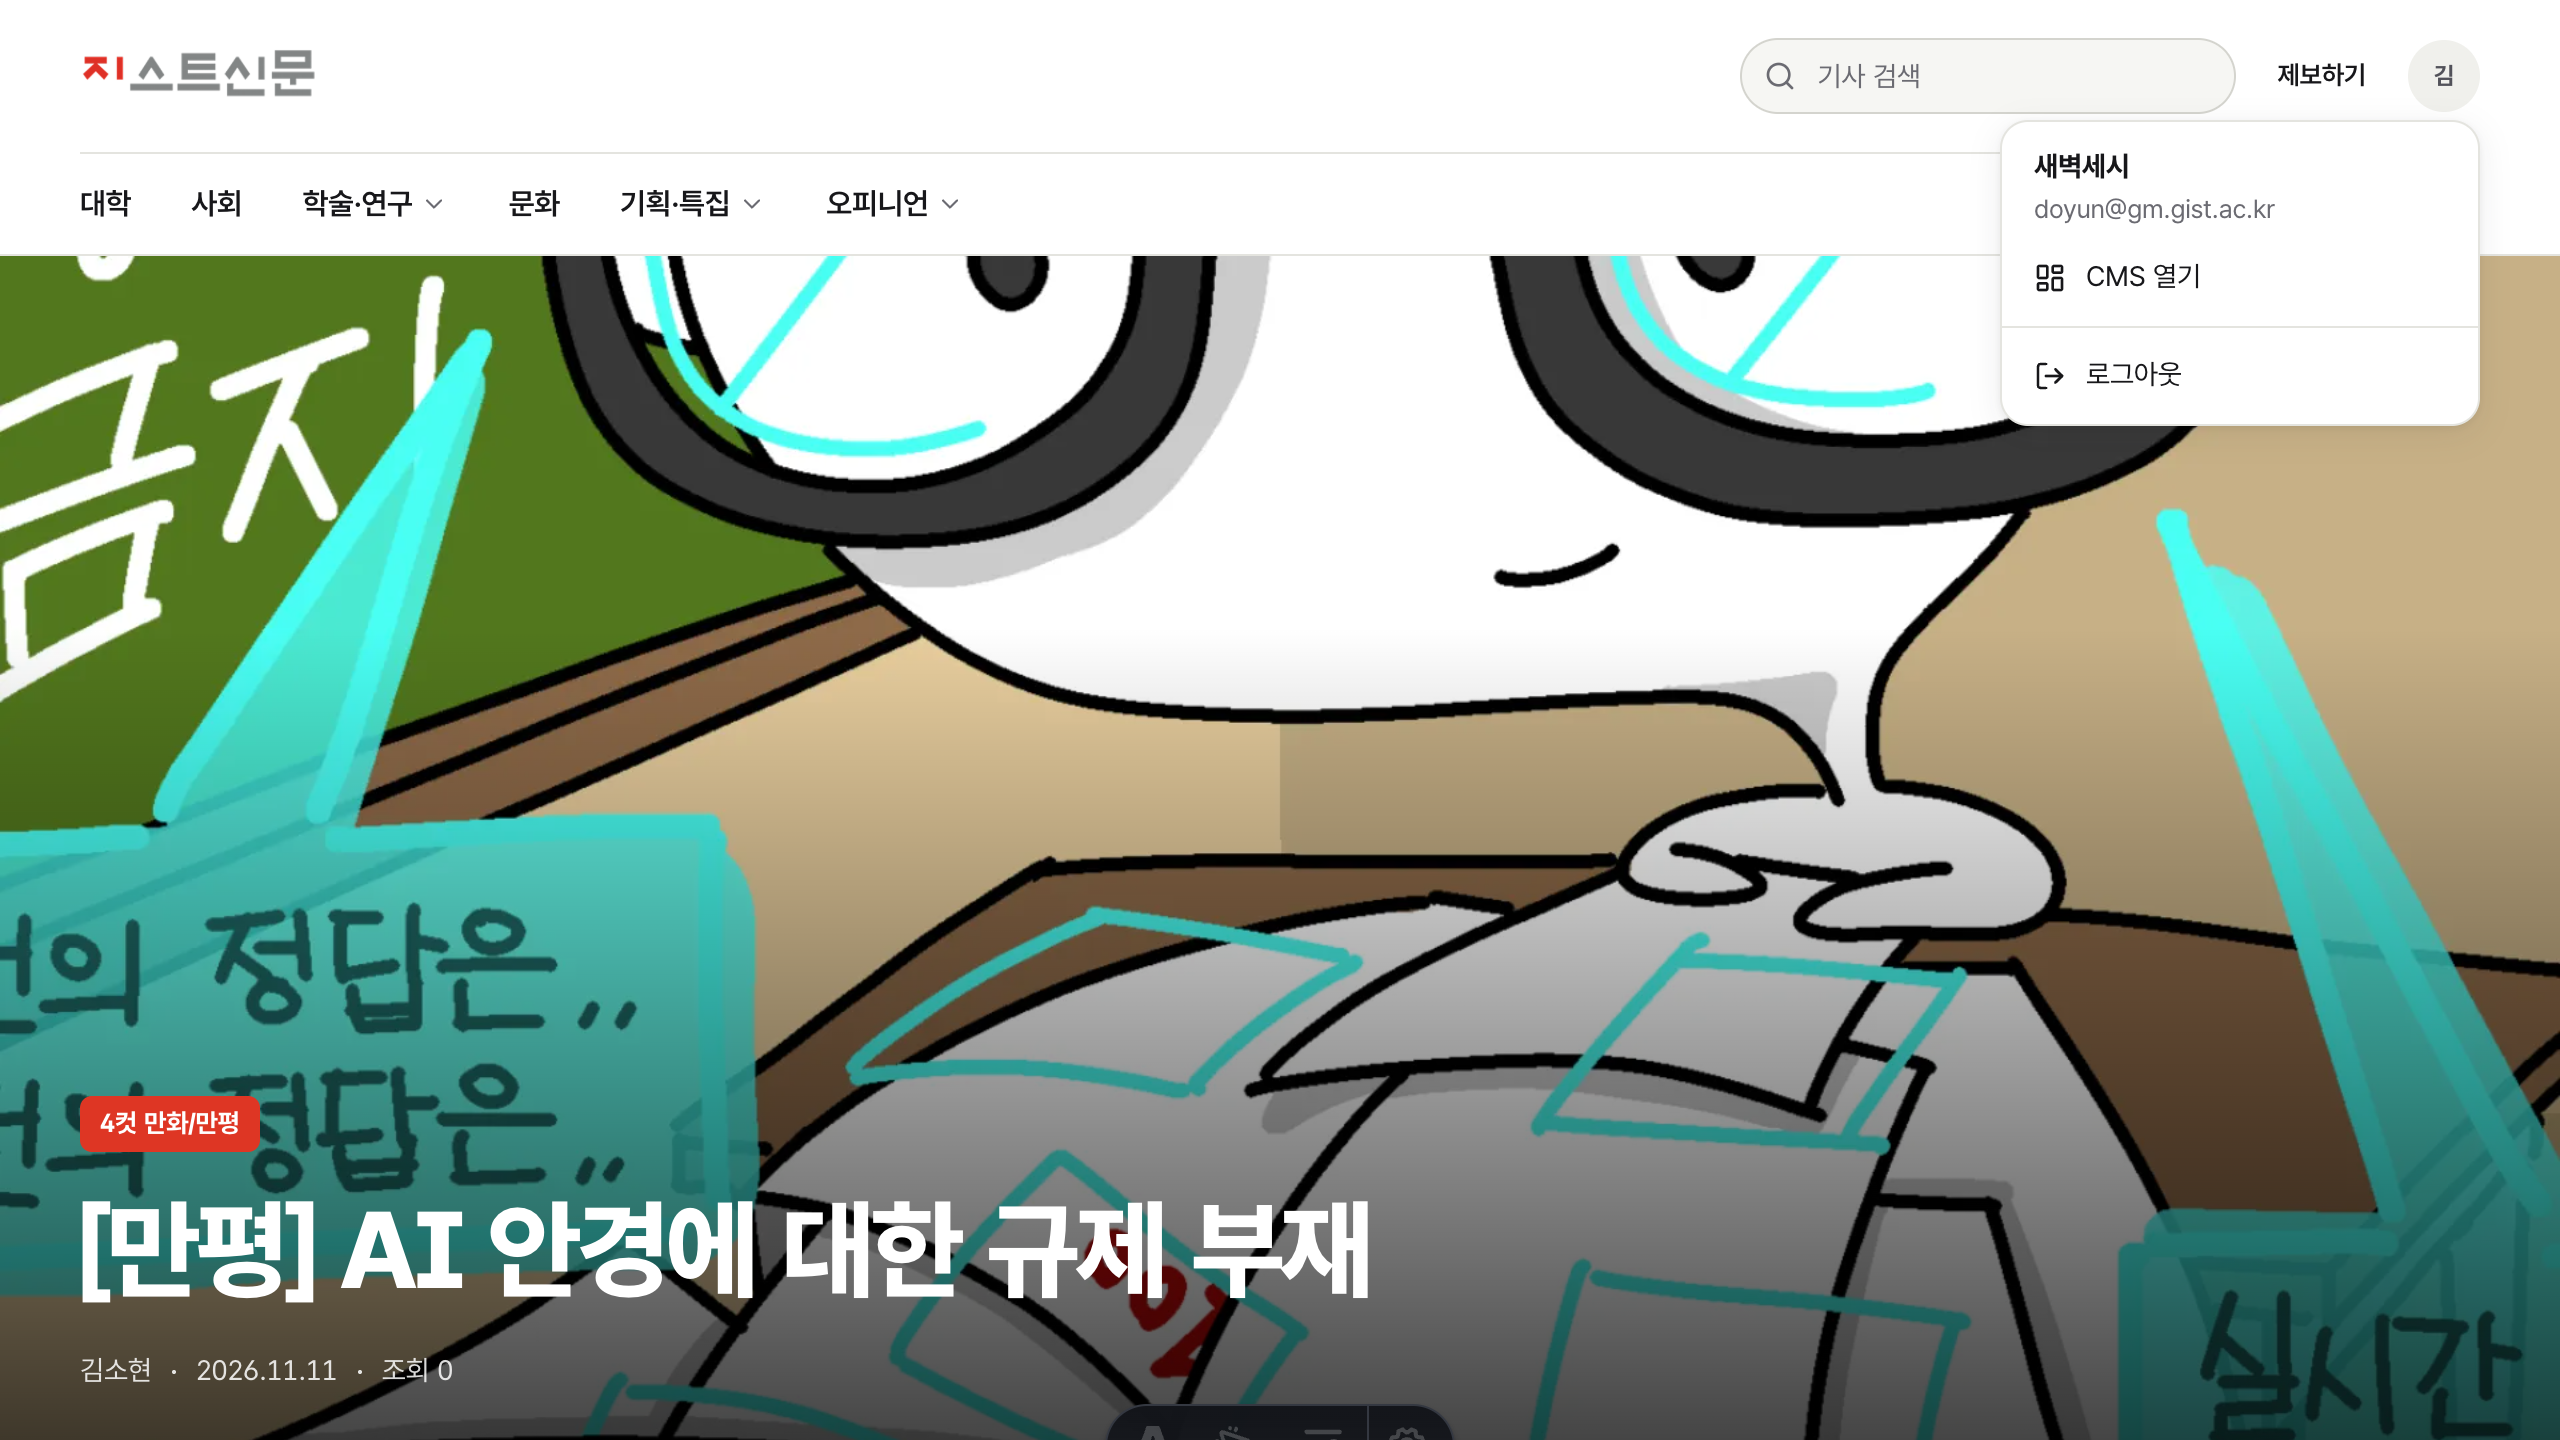 지스트신문
기사 검색
제보하기
김
새벽세시
doyun@gm.gist.ac.kr
CMS 열기
로그아웃
대학
사회
학술·연구
문화
기획·특집
오피니언
금지
의 정답은,,
의 정답은,,
실시간
4컷 만화/만평
[만평] AI 안경에 대한 규제 부재
김소현 · 2026.11.11 · 조회 0